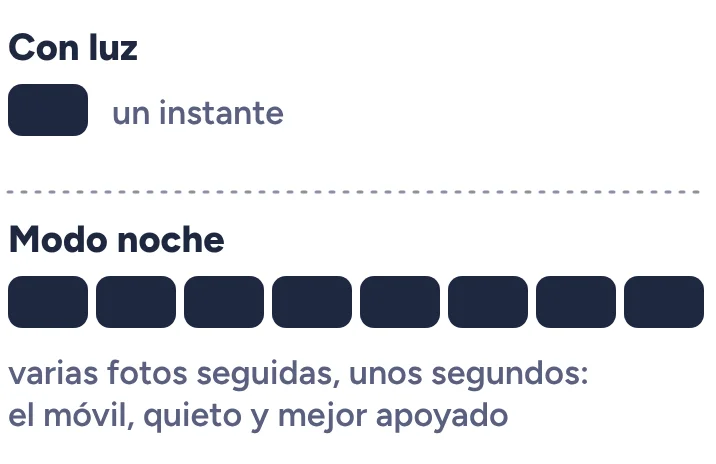 Con luz
un instante
Modo noche
varias fotos seguidas, unos segundos:
el móvil, quieto y mejor apoyado